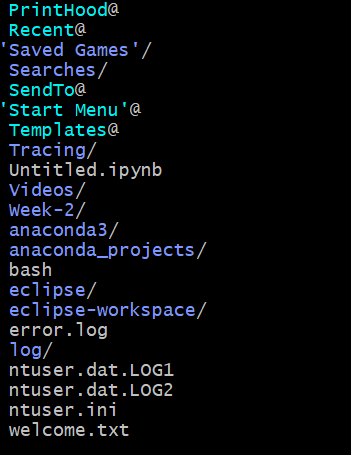 PrintHood@
Recent@
'Saved Games'/
Searches/
SendTo@
'Start Menu'@
Templates@
Tracing/
Untitled.ipynb
Videos/
Week-2/
anaconda3/
anaconda_projects/
bash
eclipse/
eclipse-workspace/
error.log
log/
ntuser.dat.LOG1
ntuser.dat.LOG2
ntuser.ini
welcome.txt